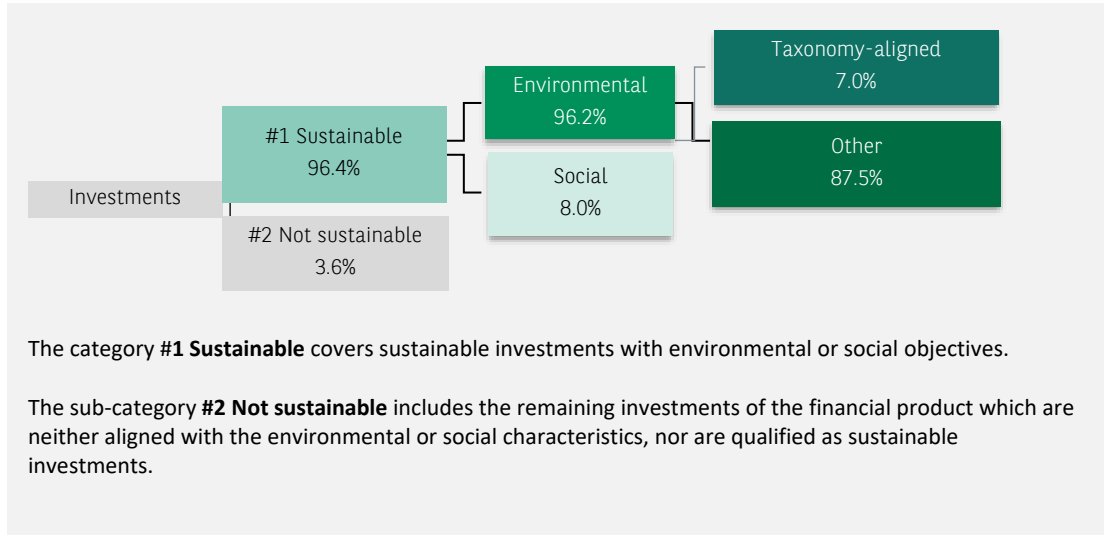 Taxonomy-aligned
7.0%
Environmental
96.2%
#1 Sustainable
96.4%
Other
87.5%
Social
8.0%
Investments
#2 Not sustainable
3.6%
The category #1 Sustainable covers sustainable investments with environmental or social objectives.
The sub-category #2 Not sustainable includes the remaining investments of the financial product which are
neither aligned with the environmental or social characteristics, nor are qualified as sustainable
investments.